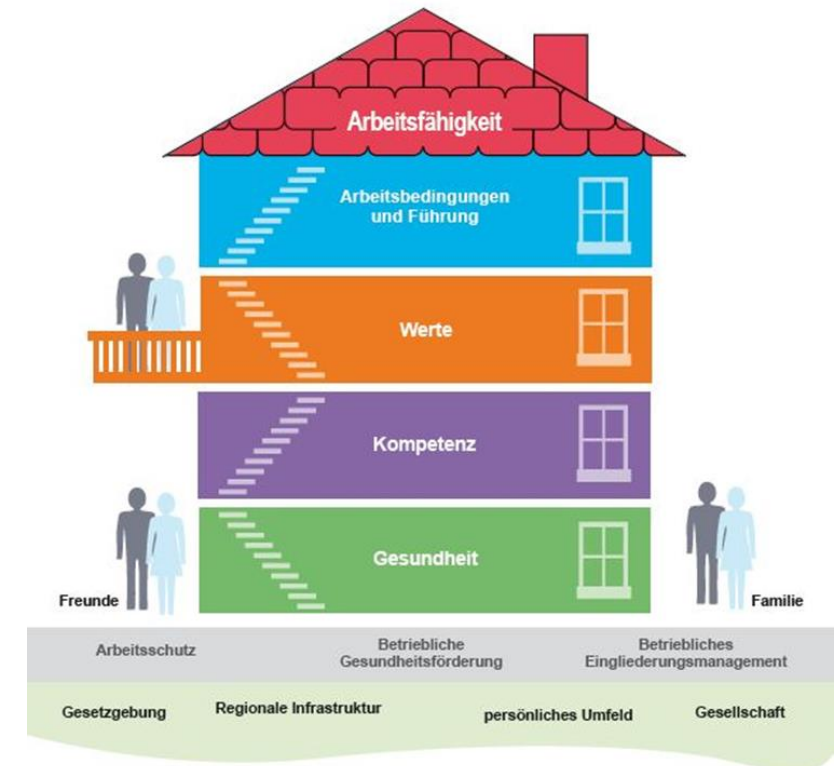 Arbeitsfähigkeit
Arbeitsbedingungen
und Führung
Werte
Kompetenz
Gesundheit
Freunde
Familie
Arbeitsschutz
Betriebliche
Gesundheitsförderung
Betriebliches
Eingliederungsmanagement
Gesetzgebung
Regionale Infrastruktur
persönliches Umfeld
Gesellschaft